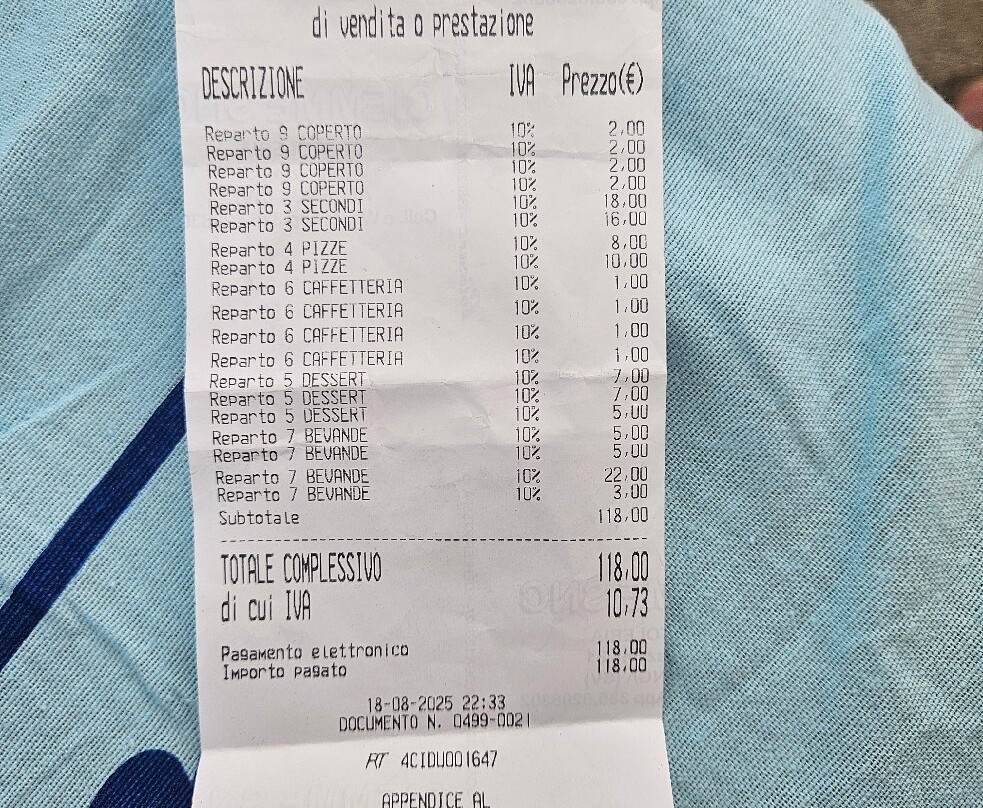 di vendita o prestazione
DESCRIZIONE IVA Prezzo(€)
Reparto 9 COPERTO 10% 2,00
Reparto 9 COPERTO 10% 2,00
Reparto 9 COPERTO 10% 2,00
Reparto 9 COPERTO 10% 2,00
Reparto 3 SECONDI 10% 18,00
Reparto 3 SECONDI 10% 16,00
Reparto 4 PIZZE 10% 8,00
Reparto 4 PIZZE 10% 10,00
Reparto 6 CAFFETTERIA 10% 1,00
Reparto 6 CAFFETTERIA 10% 1,00
Reparto 6 CAFFETTERIA 10% 1,00
Reparto 6 CAFFETTERIA 10% 1,00
Reparto 5 DESSERT 10% 7,00
Reparto 5 DESSERT 10% 7,00
Reparto 5 DESSERT 10% 5,00
Reparto 7 BEVANDE 10% 5,00
Reparto 7 BEVANDE 10% 5,00
Reparto 7 BEVANDE 10% 22,00
Reparto 7 BEVANDE 10% 3,00
Subtotale 118,00
TOTALE COMPLESSIVO 118,00
di cui IVA 10,73
Pagamento elettronico 118,00
Importo pagato 118,00
18-08-2025 22:33
DOCUMENTO N. 0499-0021
RT 4CIDU001647
APPENDICE AL